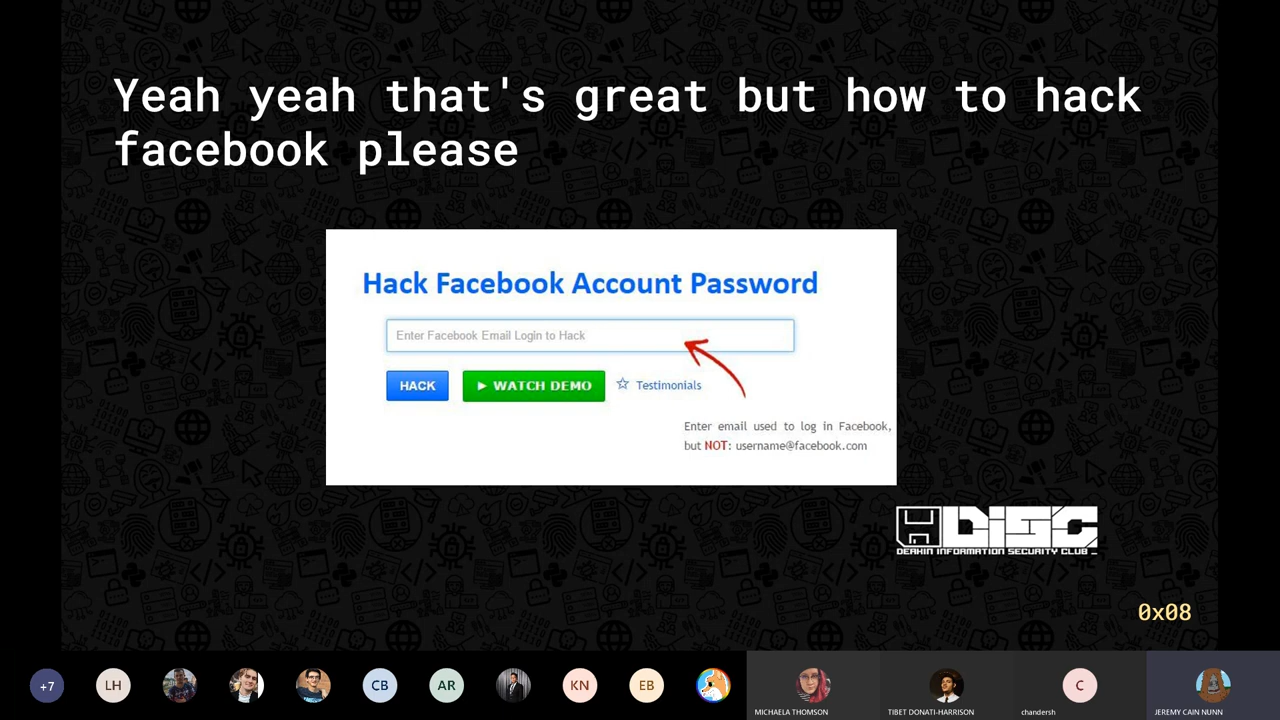 Yeah yeah that's great but how to hack
facebook please
Hack Facebook Account Password
Enter Facebook Email Login to Hack
HACK
► WATCH DEMO
☆ Testimonials
Enter email used to log in Facebook,
but NOT: username@facebook.com
DISC
DEAKIN INFORMATION SECURITY CLUB _
0x08
+7
LH
CB
AR
KN
EB
C
MICHAELA THOMSON
TIBET DONATI-HARRISON
chandersh
JEREMY CAIN NUNN